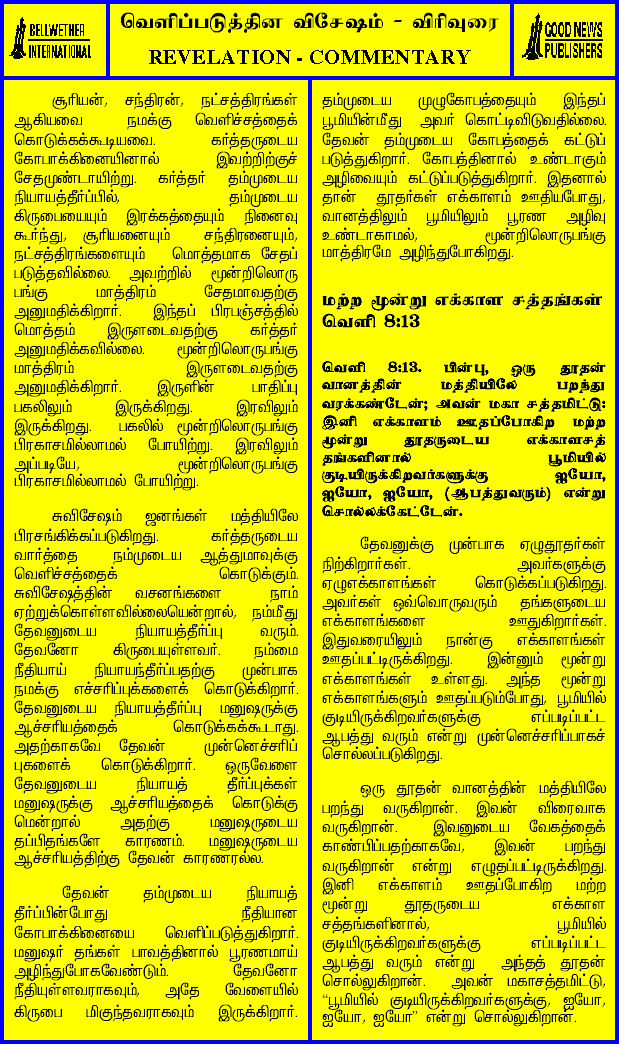 BELLWETHER
INTERNATIONAL
வெளிப்படுத்தின விசேஷம் - விரிவுரை
REVELATION - COMMENTARY
GOOD NEWS
PUBLISHERS
சூரியன், சந்திரன், நட்சத்திரங்கள்
ஆகியவை நமக்கு வெளிச்சத்தைக்
கொடுக்கக்கூடியவை. கர்த்தருடைய
கோபாக்கினையினால் இவற்றிற்குச்
சேதமுண்டாயிற்று. கர்த்தர் தம்முடைய
நியாயத்தீர்ப்பில், தம்முடைய
கிருபையையும் இரக்கத்தையும் நினைவு
கூர்ந்து, சூரியனையும் சந்திரனையும்,
நட்சத்திரங்களையும் மொத்தமாக சேதப்
படுத்தவில்லை. அவற்றில் மூன்றிலொரு
பங்கு மாத்திரம் சேதமாவதற்கு
அனுமதிக்கிறார். இந்தப் பிரபஞ்சத்தில்
மொத்தம் இருளடைவதற்கு கர்த்தர்
அனுமதிக்கவில்லை. மூன்றிலொருபங்கு
மாத்திரம் இருளடைவதற்கு
அனுமதிக்கிறார். இருளின் பாதிப்பு
பகலிலும் இருக்கிறது. இரவிலும்
இருக்கிறது. பகலில் மூன்றிலொருபங்கு
பிரகாசமில்லாமல் போயிற்று. இரவிலும்
அப்படியே, மூன்றிலொருபங்கு
பிரகாசமில்லாமல் போயிற்று.
சுவிசேஷம் ஜனங்கள் மத்தியிலே
பிரசங்கிக்கப்படுகிறது. கர்த்தருடைய
வார்த்தை நம்முடைய ஆத்துமாவுக்கு
வெளிச்சத்தைக் கொடுக்கும்.
சுவிசேஷத்தின் வசனங்களை நாம்
ஏற்றுக்கொள்ளவில்லையென்றால், நம்மீது
தேவனுடைய நியாயத்தீர்ப்பு வரும்.
தேவனோ கிருபையுள்ளவர். நம்மை
நீதியாய் நியாயந்தீர்ப்பதற்கு முன்பாக
நமக்கு எச்சரிப்புக்களைக் கொடுக்கிறார்.
தேவனுடைய நியாயத்தீர்ப்பு மனுஷருக்கு
ஆச்சரியத்தைக் கொடுக்கக்கூடாது.
அதற்காகவே தேவன் முன்னெச்சரிப்
புகளைக் கொடுக்கிறார். ஒருவேளை
தேவனுடைய நியாயத் தீர்ப்புக்கள்
மனுஷருக்கு ஆச்சரியத்தைக் கொடுக்கு
மென்றால் அதற்கு மனுஷருடைய
தப்பிதங்களே காரணம். மனுஷருடைய
ஆச்சரியத்திற்கு தேவன் காரணரல்ல.
தேவன் தம்முடைய நியாயத்
தீர்ப்பின்போது நீதியான
கோபாக்கினையை வெளிப்படுத்துகிறார்.
மனுஷர் தங்கள் பாவத்தினால் பூரணமாய்
அழிந்துபோகவேண்டும். தேவனோ
நீதியுள்ளவராகவும், அதே வேளையில்
கிருபை மிகுந்தவராகவும் இருக்கிறார்.
தம்முடைய முழுகோபத்தையும் இந்தப்
பூமியின்மீது அவர் கொட்டிவிடுவதில்லை.
தேவன் தம்முடைய கோபத்தைக் கட்டுப்
படுத்துகிறார். கோபத்தினால் உண்டாகும்
அழிவையும் கட்டுப்படுத்துகிறார். இதனால்
தான் தூதர்கள் எக்காளம் ஊதியபோது,
வானத்திலும் பூமியிலும் பூரண அழிவு
உண்டாகாமல், மூன்றிலொருபங்கு
மாத்திரமே அழிந்துபோகிறது.
மற்ற மூன்று எக்காள சத்தங்கள்
வெளி 8:13
வெளி 8:13. பின்பு, ஒரு தூதன்
வானத்தின் மத்தியிலே பறந்து
வரக்கண்டேன்; அவன் மகா சத்தமிட்டு:
இனி எக்காளம் ஊதப்போகிற மற்ற
மூன்று தூதருடைய எக்காளசத்
தங்களினால் பூமியில்
குடியிருக்கிறவர்களுக்கு ஐயோ,
ஐயோ, ஐயோ, (ஆபத்துவரும்) என்று
சொல்லக்கேட்டேன்.
தேவனுக்கு முன்பாக ஏழுதூதர்கள்
நிற்கிறார்கள். அவர்களுக்கு
ஏழுஎக்காளங்கள் கொடுக்கப்படுகிறது.
அவர்கள் ஒவ்வொருவரும் தங்களுடைய
எக்காளங்களை ஊதுகிறார்கள்.
இதுவரையிலும் நான்கு எக்காளங்கள்
ஊதப்பட்டிருக்கிறது. இன்னும் மூன்று
எக்காளங்கள் உள்ளது. அந்த மூன்று
எக்காளங்களும் ஊதப்படும்போது, பூமியில்
குடியிருக்கிறவர்களுக்கு எப்படிப்பட்ட
ஆபத்து வரும் என்று முன்னெச்சரிப்பாகச்
சொல்லப்படுகிறது.
ஒரு தூதன் வானத்தின் மத்தியிலே
பறந்து வருகிறான். இவன் விரைவாக
வருகிறான். இவனுடைய வேகத்தைக்
காண்பிப்பதற்காகவே, இவன் பறந்து
வருகிறான் என்று எழுதப்பட்டிருக்கிறது.
இனி எக்காளம் ஊதப்போகிற மற்ற
மூன்று தூதருடைய எக்காள
சத்தங்களினால், பூமியில்
குடியிருக்கிறவர்களுக்கு எப்படிப்பட்ட
ஆபத்து வரும் என்று அந்தத் தூதன்
சொல்லுகிறான். அவன் மகாசத்தமிட்டு,
“பூமியில் குடியிருக்கிறவர்களுக்கு, ஐயோ,
ஐயோ, ஐயோ” என்று சொல்லுகிறான்.